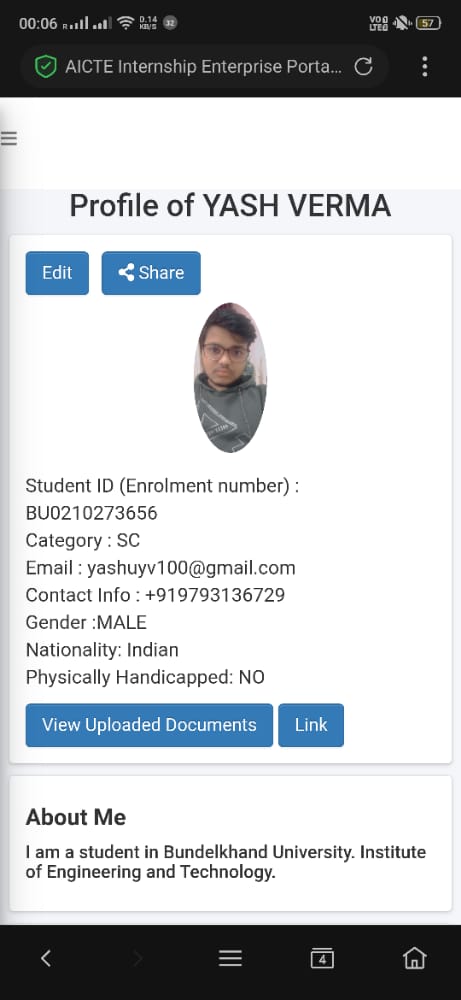 00:06 R 0.14 KB/S 32 VO LTE 57
AICTE Internship Enterprise Porta...
Profile of YASH VERMA
Edit Share
Student ID (Enrolment number) :
BU0210273656
Category : SC
Email : yashuyv100@gmail.com
Contact Info : +919793136729
Gender :MALE
Nationality: Indian
Physically Handicapped: NO
View Uploaded Documents Link
About Me
I am a student in Bundelkhand University. Institute
of Engineering and Technology.
4